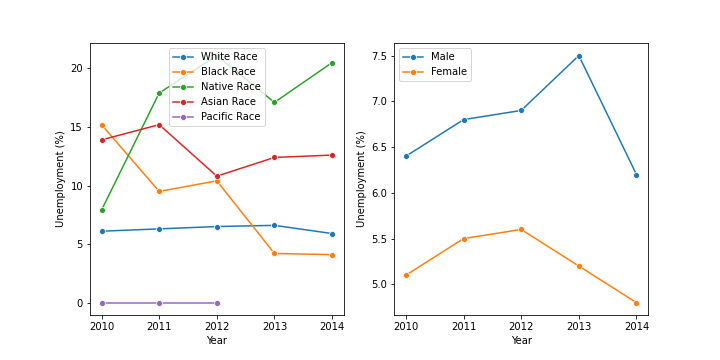 White Race
Black Race
Native Race
Asian Race
Pacific Race
Unemployment (%)
20
15
10
5
0
2010 2011 2012 2013 2014
Year
Male
Female
Unemployment (%)
7.5
7.0
6.5
6.0
5.5
5.0
2010 2011 2012 2013 2014
Year